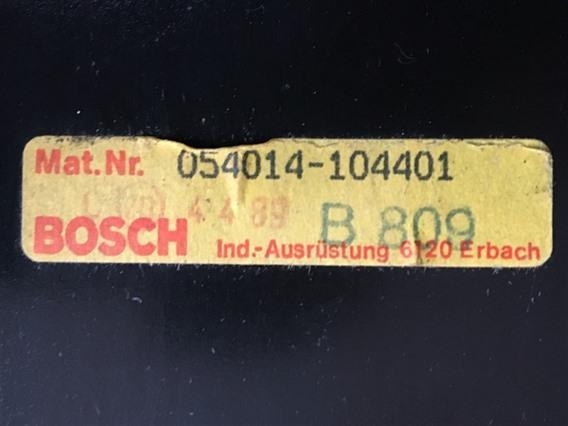 Mat.Nr. 054014-104401
4 4 89 B 809
BOSCH Ind.-Ausrüstung 6120 Erbach